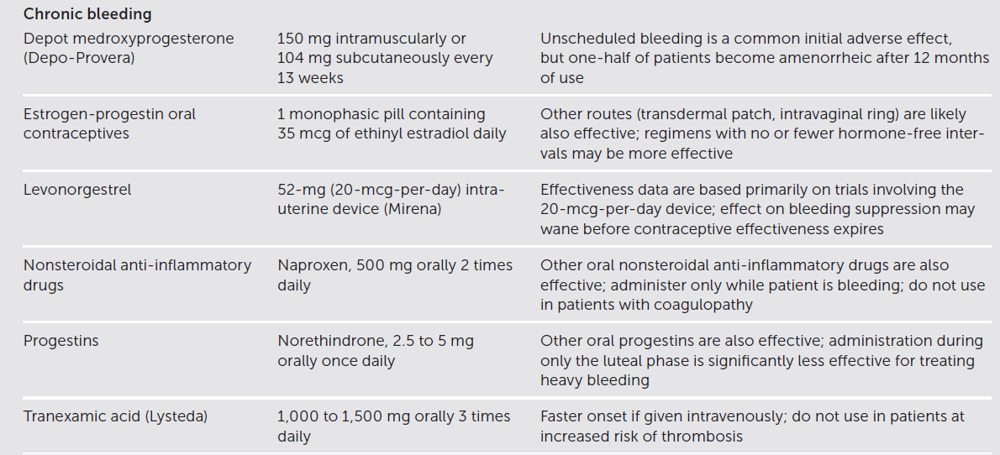 Chronic bleeding
Depot medroxyprogesterone
(Depo-Provera)
150 mg intramuscularly or
104 mg subcutaneously every
13 weeks
Unscheduled bleeding is a common initial adverse effect,
but one-half of patients become amenorrheic after 12 months
of use
Estrogen-progestin oral
contraceptives
1 monophasic pill containing
35 mcg of ethinyl estradiol daily
Other routes (transdermal patch, intravaginal ring) are likely
also effective; regimens with no or fewer hormone-free inter-
vals may be more effective
Levonorgestrel
52-mg (20-mcg-per-day) intra-
uterine device (Mirena)
Effectiveness data are based primarily on trials involving the
20-mcg-per-day device; effect on bleeding suppression may
wane before contraceptive effectiveness expires
Nonsteroidal anti-inflammatory
drugs
Naproxen, 500 mg orally 2 times
daily
Other oral nonsteroidal anti-inflammatory drugs are also
effective; administer only while patient is bleeding; do not use
in patients with coagulopathy
Progestins
Norethindrone, 2.5 to 5 mg
orally once daily
Other oral progestins are also effective; administration during
only the luteal phase is significantly less effective for treating
heavy bleeding
Tranexamic acid (Lysteda)
1,000 to 1,500 mg orally 3 times
daily
Faster onset if given intravenously; do not use in patients at
increased risk of thrombosis